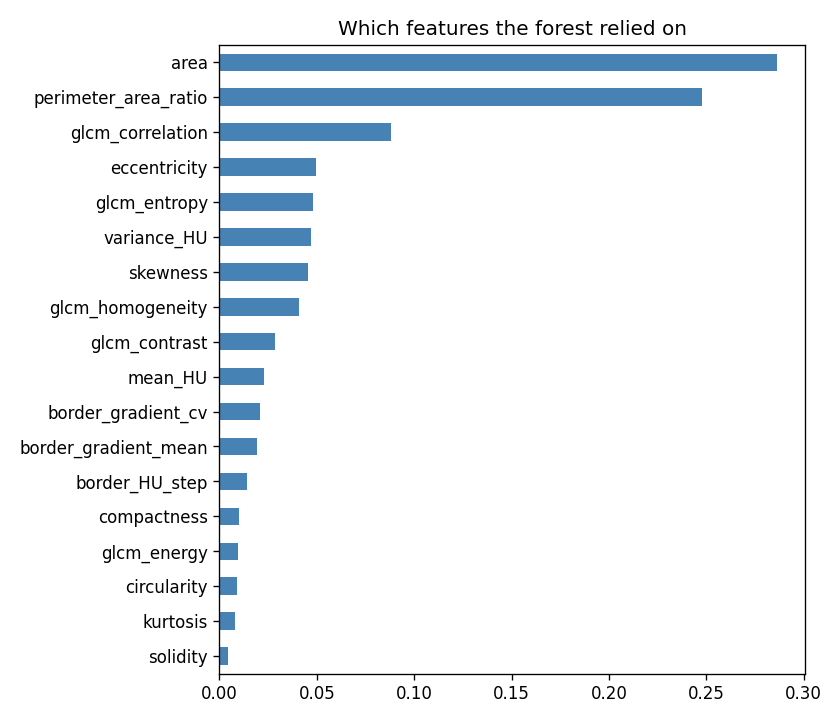 Which features the forest relied on
area
perimeter_area_ratio
glcm_correlation
eccentricity
glcm_entropy
variance_HU
skewness
glcm_homogeneity
glcm_contrast
mean_HU
border_gradient_cv
border_gradient_mean
border_HU_step
compactness
glcm_energy
circularity
kurtosis
solidity
0.00 0.05 0.10 0.15 0.20 0.25 0.30